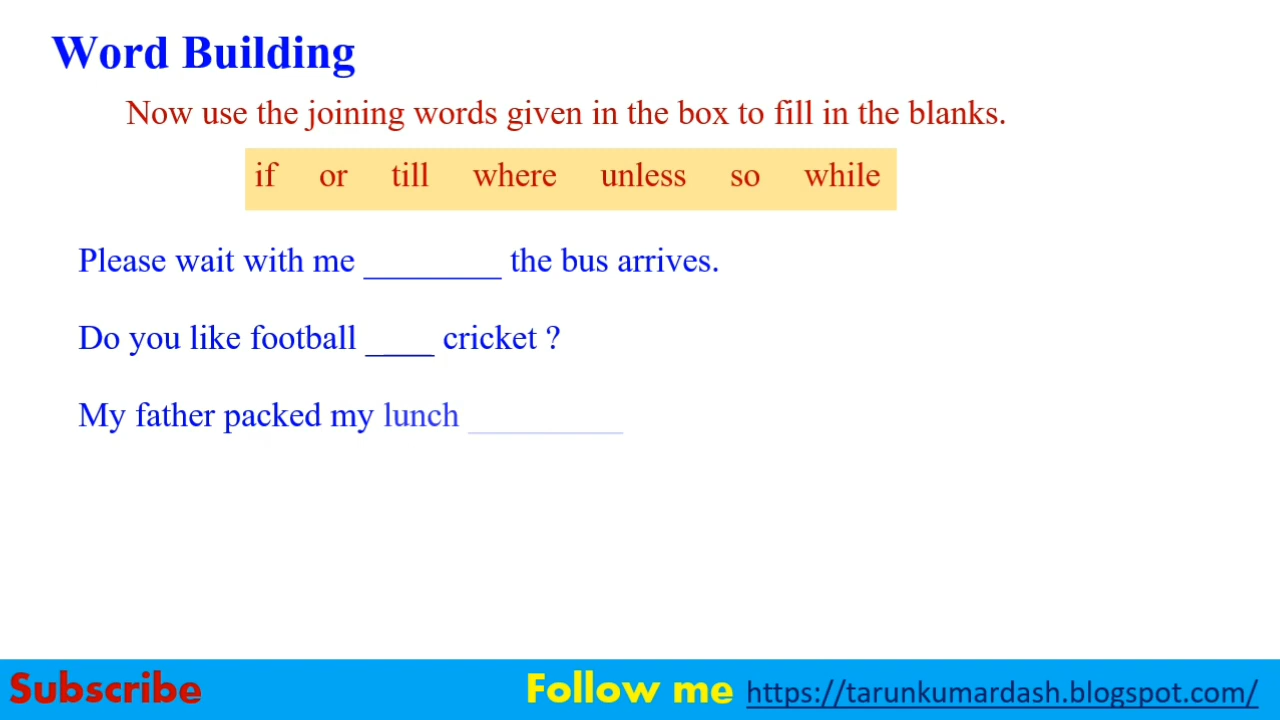 Word Building
Now use the joining words given in the box to fill in the blanks.
if or till where unless so while
Please wait with me ________ the bus arrives.
Do you like football ____ cricket ?
My father packed my lunch _________
Subscribe Follow me https://tarunkumardash.blogspot.com/